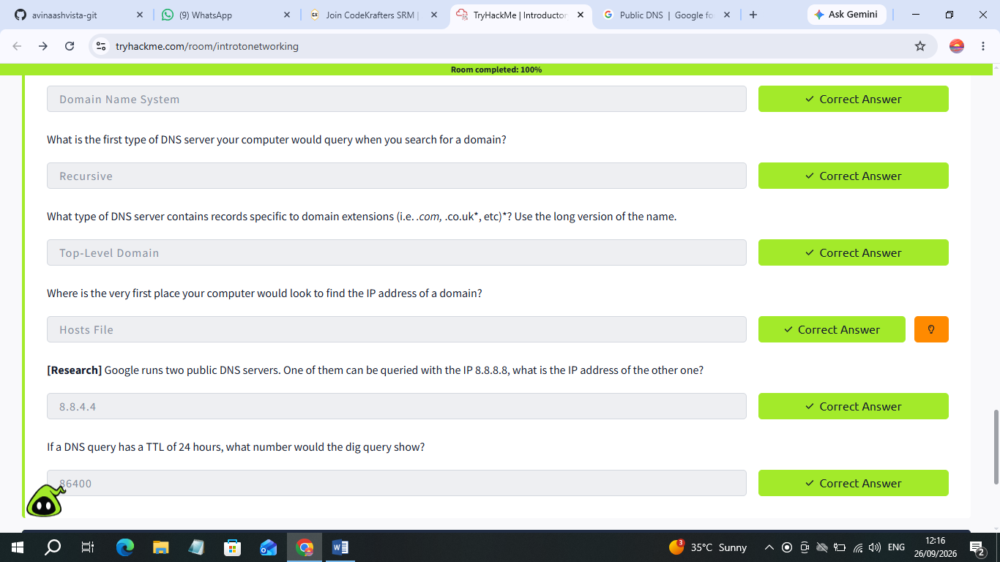 avinaashvista-git
(9) WhatsApp
Join CodeKrafters SRM |
TryHackMe | Introductor
Public DNS | Google fo
Ask Gemini
tryhackme.com/room/introtonetworking
Room completed: 100%
Domain Name System
Correct Answer
What is the first type of DNS server your computer would query when you search for a domain?
Recursive
Correct Answer
What type of DNS server contains records specific to domain extensions (i.e. .com, .co.uk*, etc)*? Use the long version of the name.
Top-Level Domain
Correct Answer
Where is the very first place your computer would look to find the IP address of a domain?
Hosts File
Correct Answer
[Research] Google runs two public DNS servers. One of them can be queried with the IP 8.8.8.8, what is the IP address of the other one?
8.8.4.4
Correct Answer
If a DNS query has a TTL of 24 hours, what number would the dig query show?
86400
Correct Answer
3
35°C Sunny
ENG
12:16
26/09/2026
2